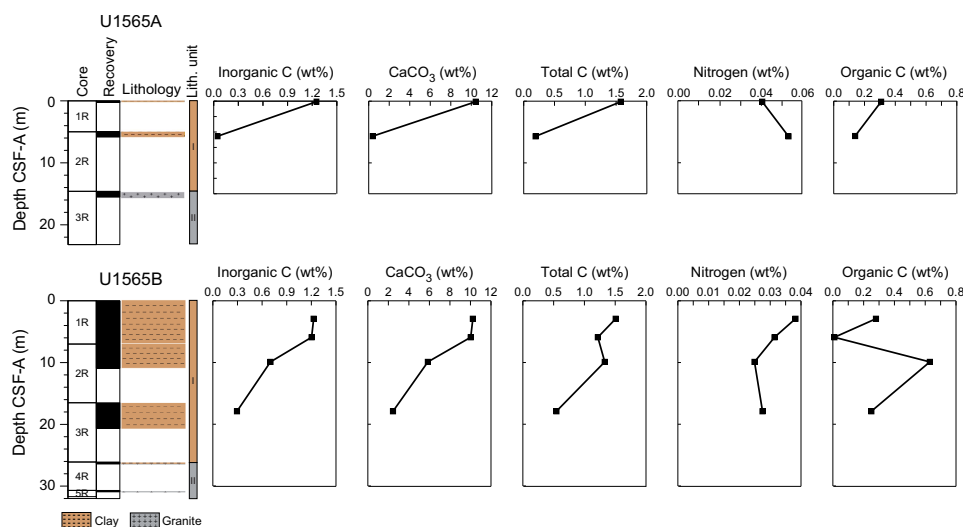 U1565A
Core
Recovery
Lithology
Lith. unit
Inorganic C (wt%)
CaCO3 (wt%)
Total C (wt%)
Nitrogen (wt%)
Organic C (wt%)
0.0 0.3 0.6 0.9 1.2 1.5
0 2 4 6 8 10 12
0.0 0.5 1.0 1.5 2.0
0.00 0.02 0.04 0.06
0.0 0.2 0.4 0.6 0.8
Depth CSF-A (m)
0
10
20
1R
2R
3R
I
II
U1565B
Inorganic C (wt%)
CaCO3 (wt%)
Total C (wt%)
Nitrogen (wt%)
Organic C (wt%)
0.0 0.3 0.6 0.9 1.2 1.5
0 2 4 6 8 10 12
0.0 0.5 1.0 1.5 2.0
0.00 0.01 0.02 0.03 0.04
0.0 0.2 0.4 0.6 0.8
Depth CSF-A (m)
0
10
20
30
1R
2R
3R
4R
5R
I
II
Clay
Granite